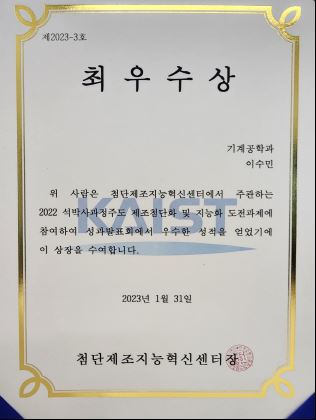 제2023-3호
최 우 수 상
기계공학과
이수민
위 사람은 첨단제조지능혁신센터에서 주관하는
2022 석박사과정주도 제조첨단화 및 지능화 도전과제에
참여하여 성과발표회에서 우수한 성적을 얻었기에
이 상장을 수여합니다.
KAIST
2023년 1월 31일
첨단제조지능혁신센터장